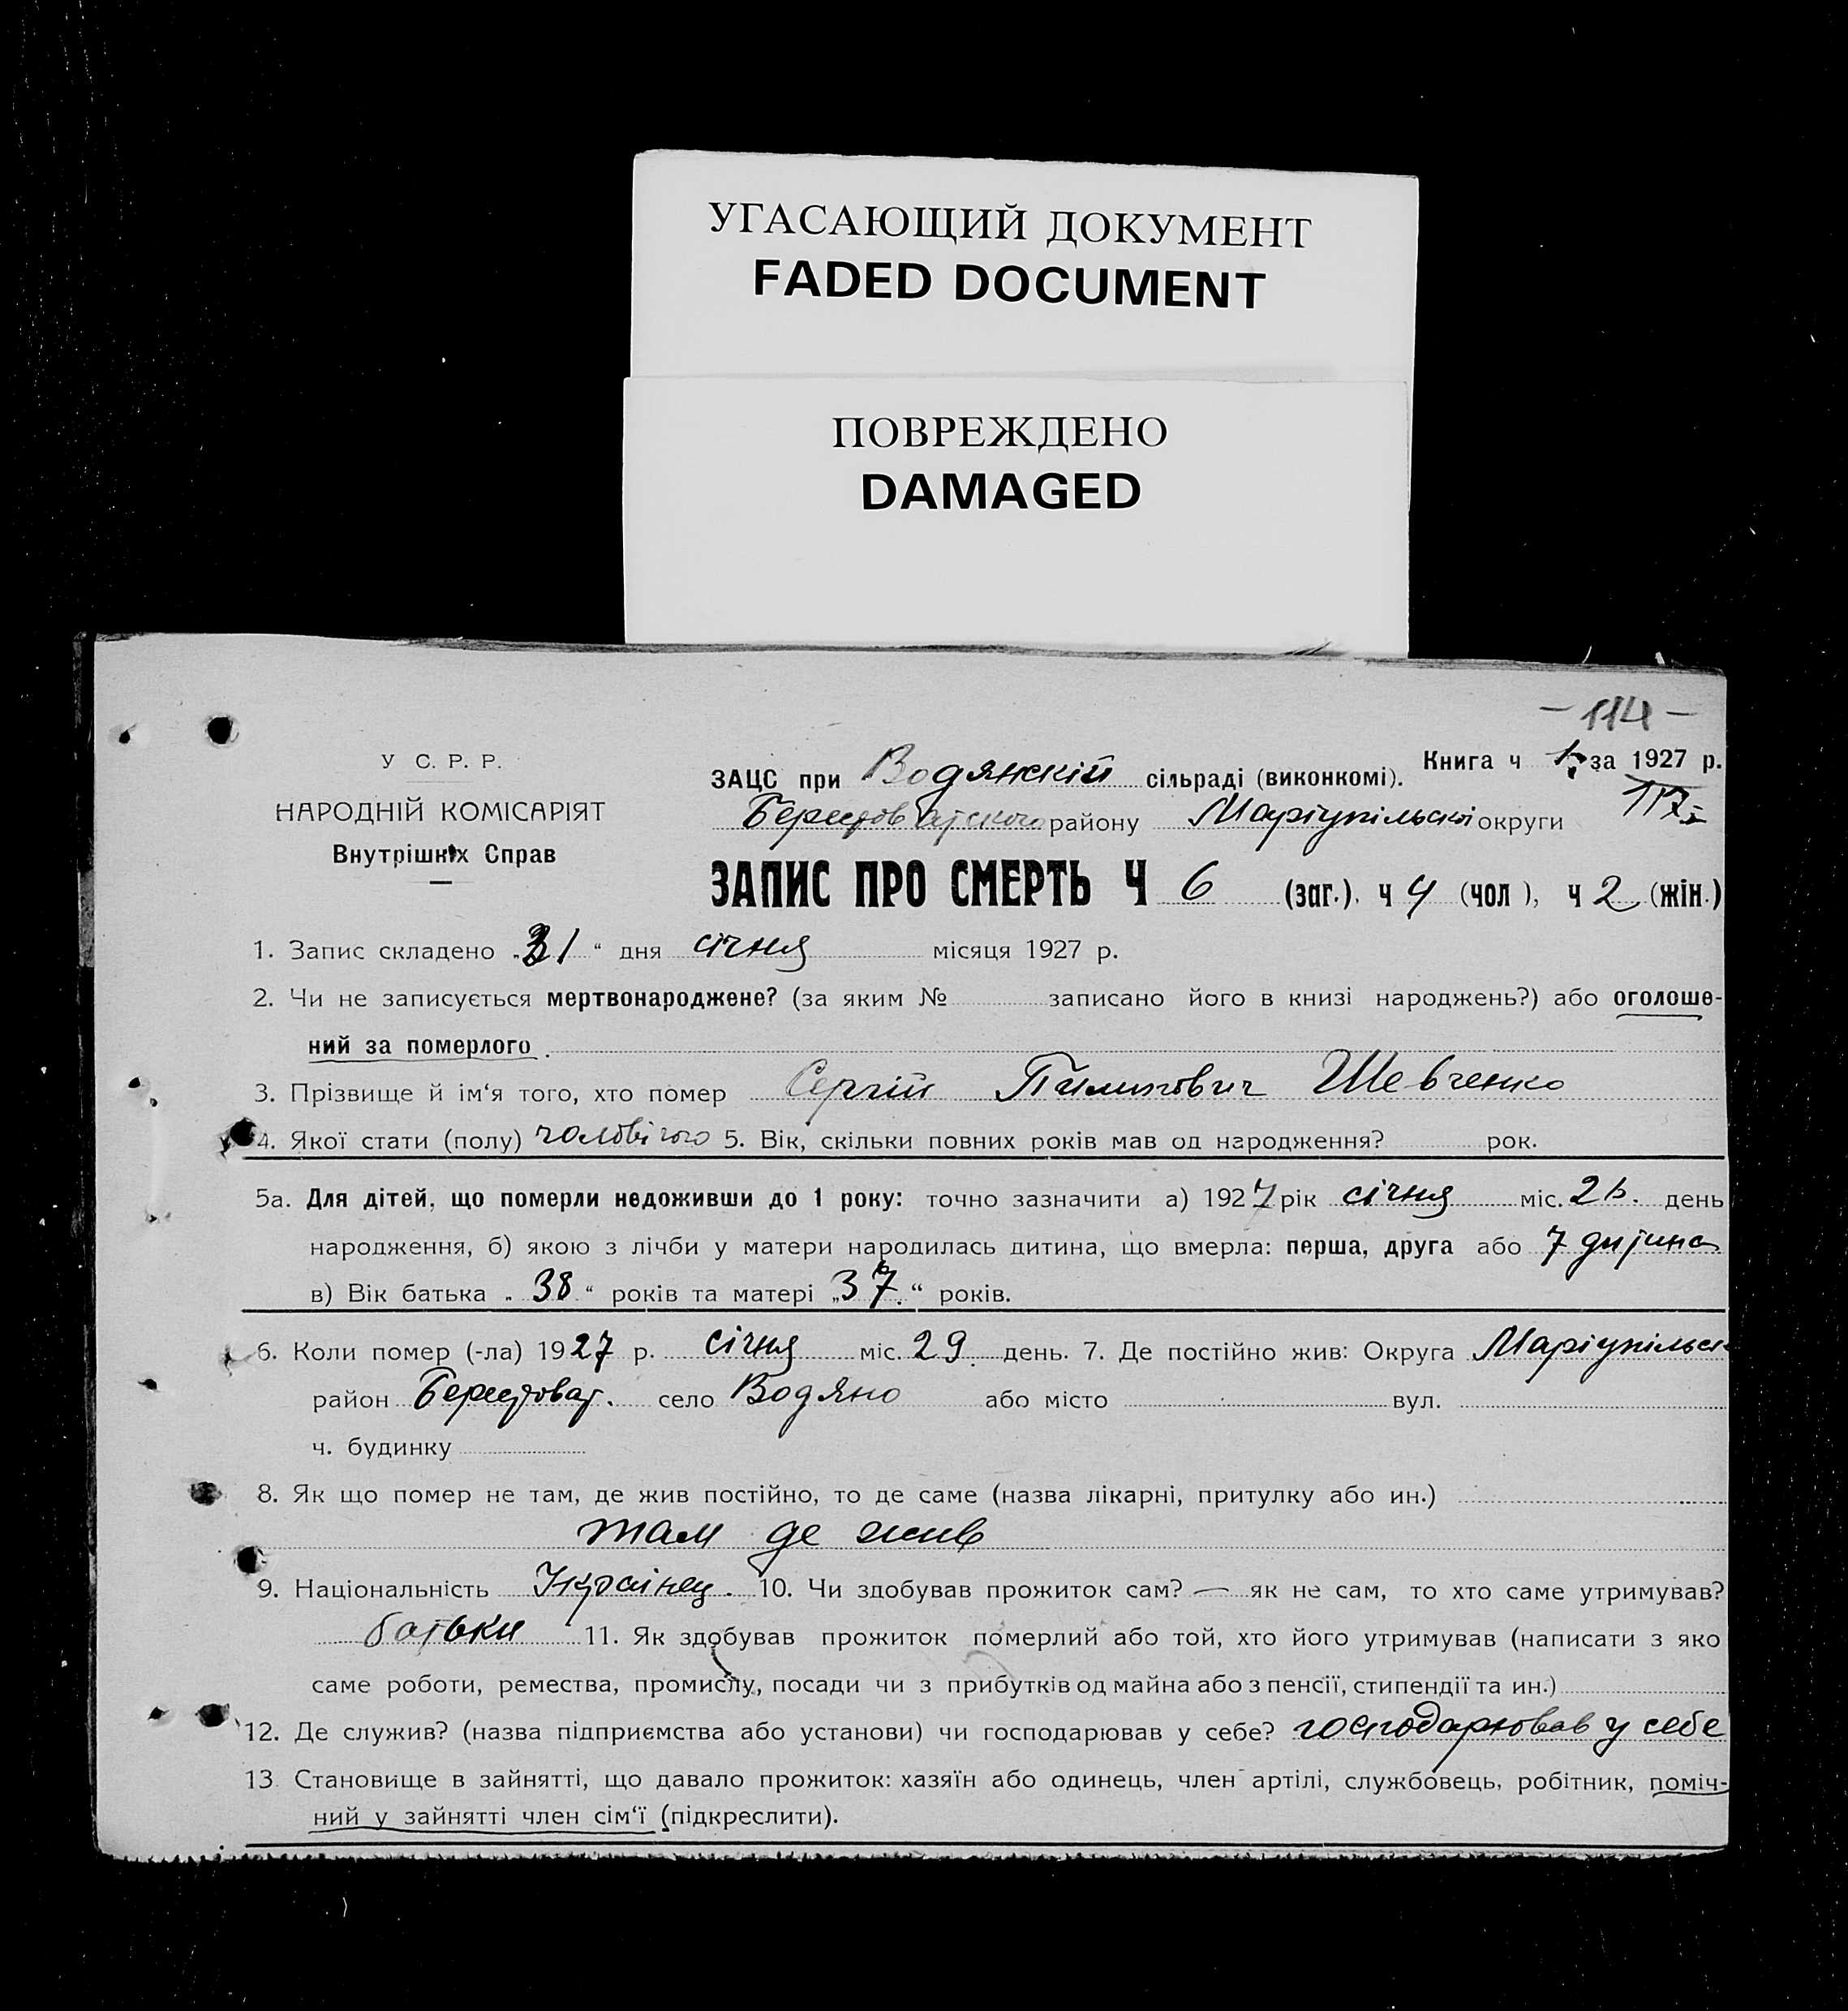 УГАСАЮЩИЙ ДОКУМЕНТ
FADED DOCUMENT
ПОВРЕЖДЕНО
DAMAGED
– 114 –
У С. Р. Р.
НАРОДНІЙ КОМІСАРІЯТ
Внутрішніх Справ
Книга ч 1 за 1927 р.
117
ЗАЦС при Водянскій сільраді (виконкомі).
району Маріупільскі округи
ЗАПИС ПРО СМЕРТЬ Ч 6 (заг.). ч 4 (чол), ч 2 (жін.)
1. Запис складено „31“ дня січня місяця 1927 р.
2. Чи не записується мертвонароджене? (за яким № записано його в книзі народжень?) або оголоше-
ний за померлого.
3. Прізвище й ім‘я того, хто помер Сергій Пилипович Шевченко
4. Якої стати (полу) чоловічого 5. Вік, скільки повних років мав од народження? рок.
5а. Для дітей, що померли недоживши до 1 року: точно зазначити а) 1927 рік січня міс. день
народження, б) якою з лічби у матери народилась дитина, що вмерла: перша, друга або 7 дитина
в) Вік батька „38“ років та матері років.
6. Коли помер (-ла) 1927 р. січня міс. 29 день. 7. Де постійно жив: Округа Маріупільск
район Берестоват. село Водяно або місто вул.
ч. будинку
8. Як що помер не там, де жив постійно, то де саме (назва лікарні, притулку або ин.)
там де жив
9. Національність Українец. 10. Чи здобував прожиток сам? — як не сам, то хто саме утримував?
батьки 11. Як здобував прожиток померлий або той, хто його утримував (написати з яко
саме роботи, ремества, промислу, посади чи з прибутків од майна або з пенсії, стипендії та ин.)
12. Де служив? (назва підприємства або установи) чи господарював у себе? господарював у себе
13 Становище в зайнятті, що давало прожиток: хазяїн або одинець, член артілі, службовець, робітник, поміч-
ний у зайнятті член сім‘ї (підкреслити).